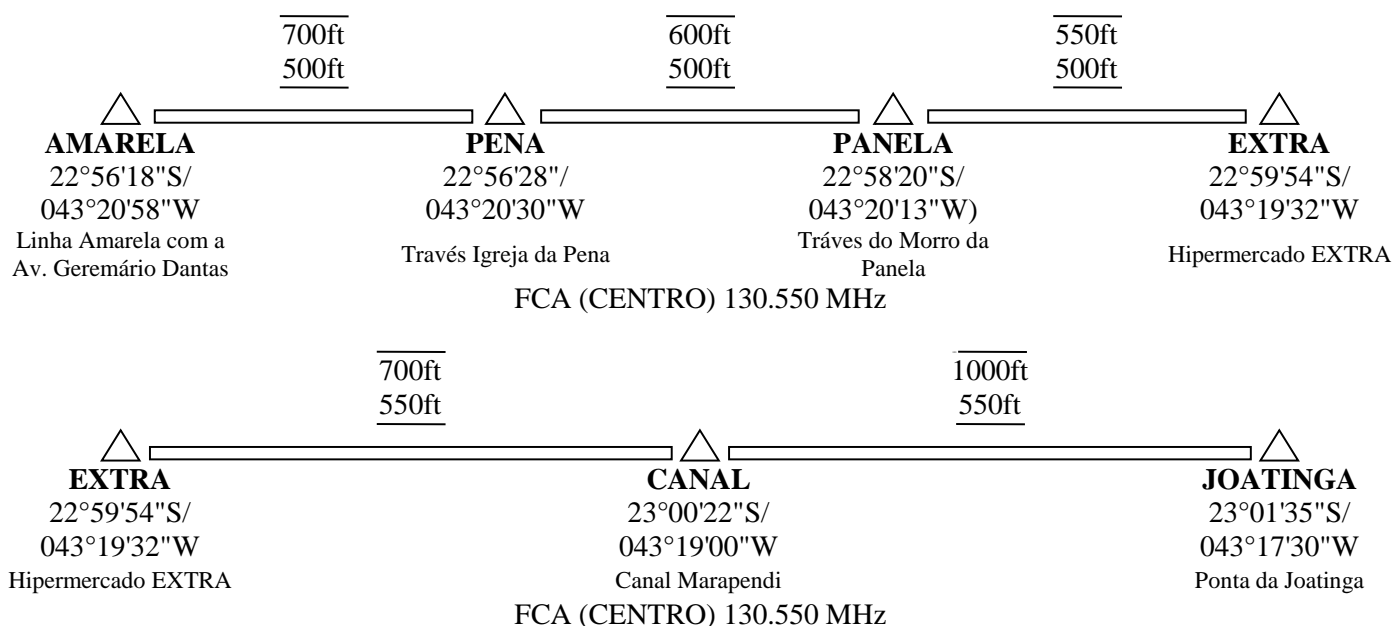 700ft 600ft 550ft
500ft 500ft 500ft
AMARELA PENA PANELA EXTRA
22°56'18"S/ 22°56'28"/ 22°58'20"S/ 22°59'54"S/
043°20'58"W 043°20'30"W 043°20'13"W) 043°19'32"W
Linha Amarela com a
Av. Geremário Dantas
Través Igreja da Pena
Tráves do Morro da
Panela
Hipermercado EXTRA
FCA (CENTRO) 130.550 MHz
700ft 1000ft
550ft 550ft
EXTRA CANAL JOATINGA
22°59'54"S/ 23°00'22"S/ 23°01'35"S/
043°19'32"W 043°19'00"W 043°17'30"W
Hipermercado EXTRA Canal Marapendi Ponta da Joatinga
FCA (CENTRO) 130.550 MHz